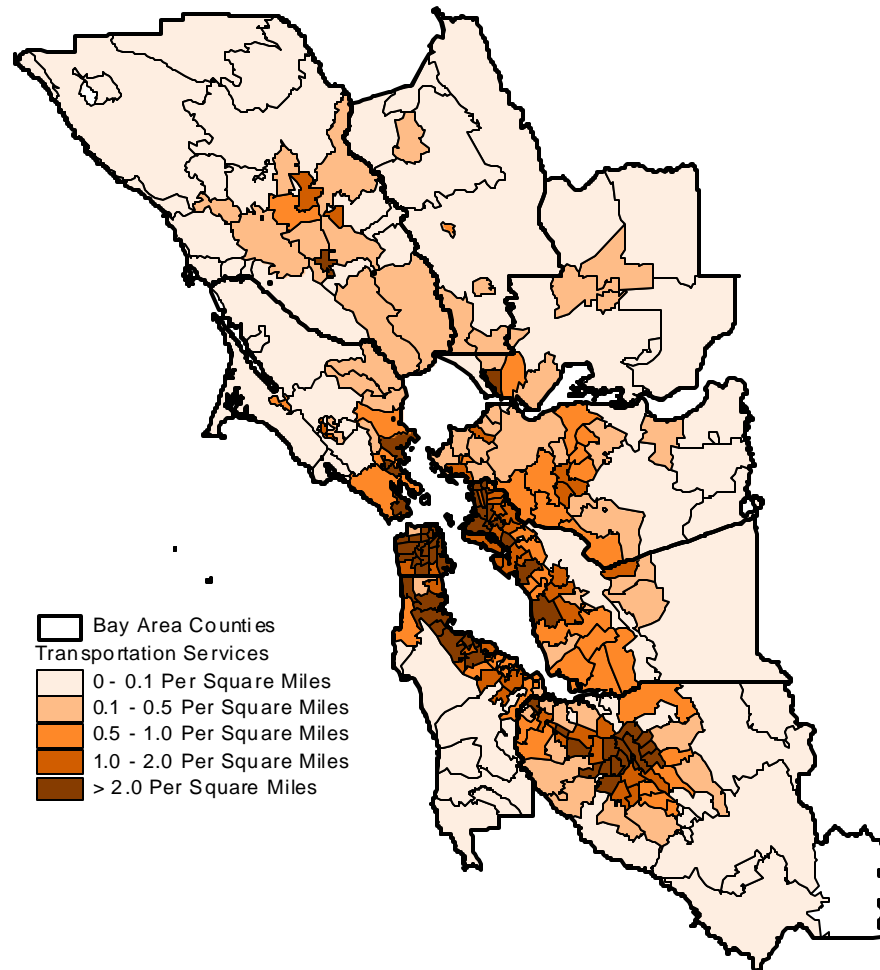 Bay Area Counties
Transportation Services
0 - 0.1 Per Square Miles
0.1 - 0.5 Per Square Miles
0.5 - 1.0 Per Square Miles
1.0 - 2.0 Per Square Miles
> 2.0 Per Square Miles